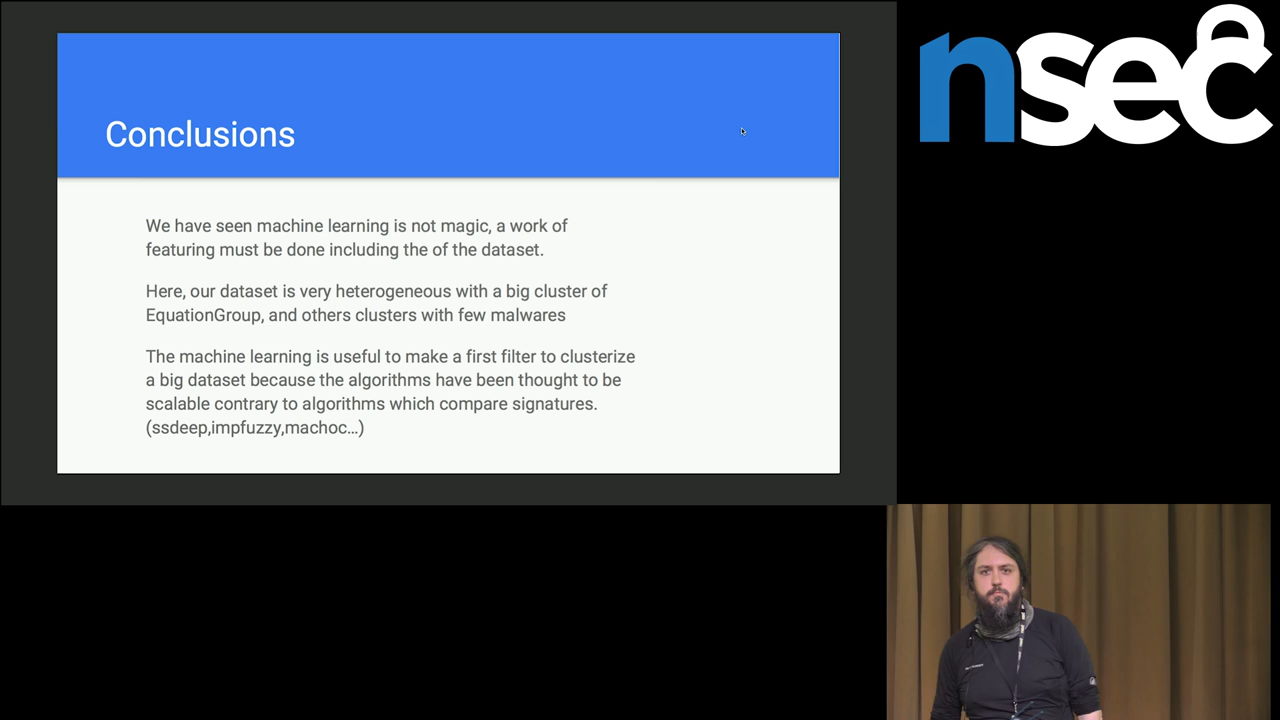 nsec
Conclusions
We have seen machine learning is not magic, a work of
featuring must be done including the of the dataset.
Here, our dataset is very heterogeneous with a big cluster of
EquationGroup, and others clusters with few malwares
The machine learning is useful to make a first filter to clusterize
a big dataset because the algorithms have been thought to be
scalable contrary to algorithms which compare signatures.
(ssdeep,impfuzzy,machoc...)